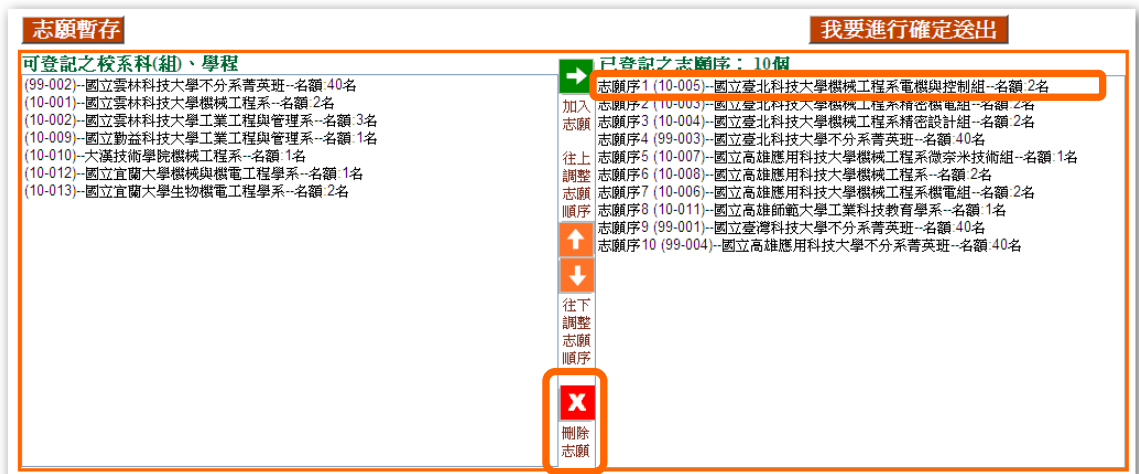 志願暫存
我要進行確定送出
可登記之校系科(組)、學程
(99-002)--國立雲林科技大學不分系菁英班--名額:40名
(10-001)--國立雲林科技大學機械工程系--名額:2名
(10-002)--國立雲林科技大學工業工程與管理系--名額:3名
(10-009)--國立勤益科技大學工業工程與管理系--名額:1名
(10-010)--大漢技術學院機械工程系--名額:1名
(10-012)--國立宜蘭大學機械與機電工程學系--名額:1名
(10-013)--國立宜蘭大學生物機電工程學系--名額:2名
加入
志願
往上
調整
志願
順序
往下
調整
志願
順序
X
刪除
志願
已登記之志願序：10個
志願序1 (10-005)--國立臺北科技大學機械工程系電機與控制組--名額:2名
志願序2 (10-003)--國立臺北科技大學機械工程系精密機電組--名額:2名
志願序3 (10-004)--國立臺北科技大學機械工程系精密設計組--名額:2名
志願序4 (99-003)--國立臺北科技大學不分系菁英班--名額:40名
志願序5 (10-007)--國立高雄應用科技大學機械工程系微奈米技術組--名額:1名
志願序6 (10-008)--國立高雄應用科技大學模具工程系--名額:2名
志願序7 (10-006)--國立高雄應用科技大學機械工程系機電組--名額:2名
志願序8 (10-011)--國立高雄師範大學工業科技教育學系--名額:1名
志願序9 (99-001)--國立臺灣科技大學不分系菁英班--名額:40名
志願序10 (99-004)--國立高雄應用科技大學不分系菁英班--名額:40名